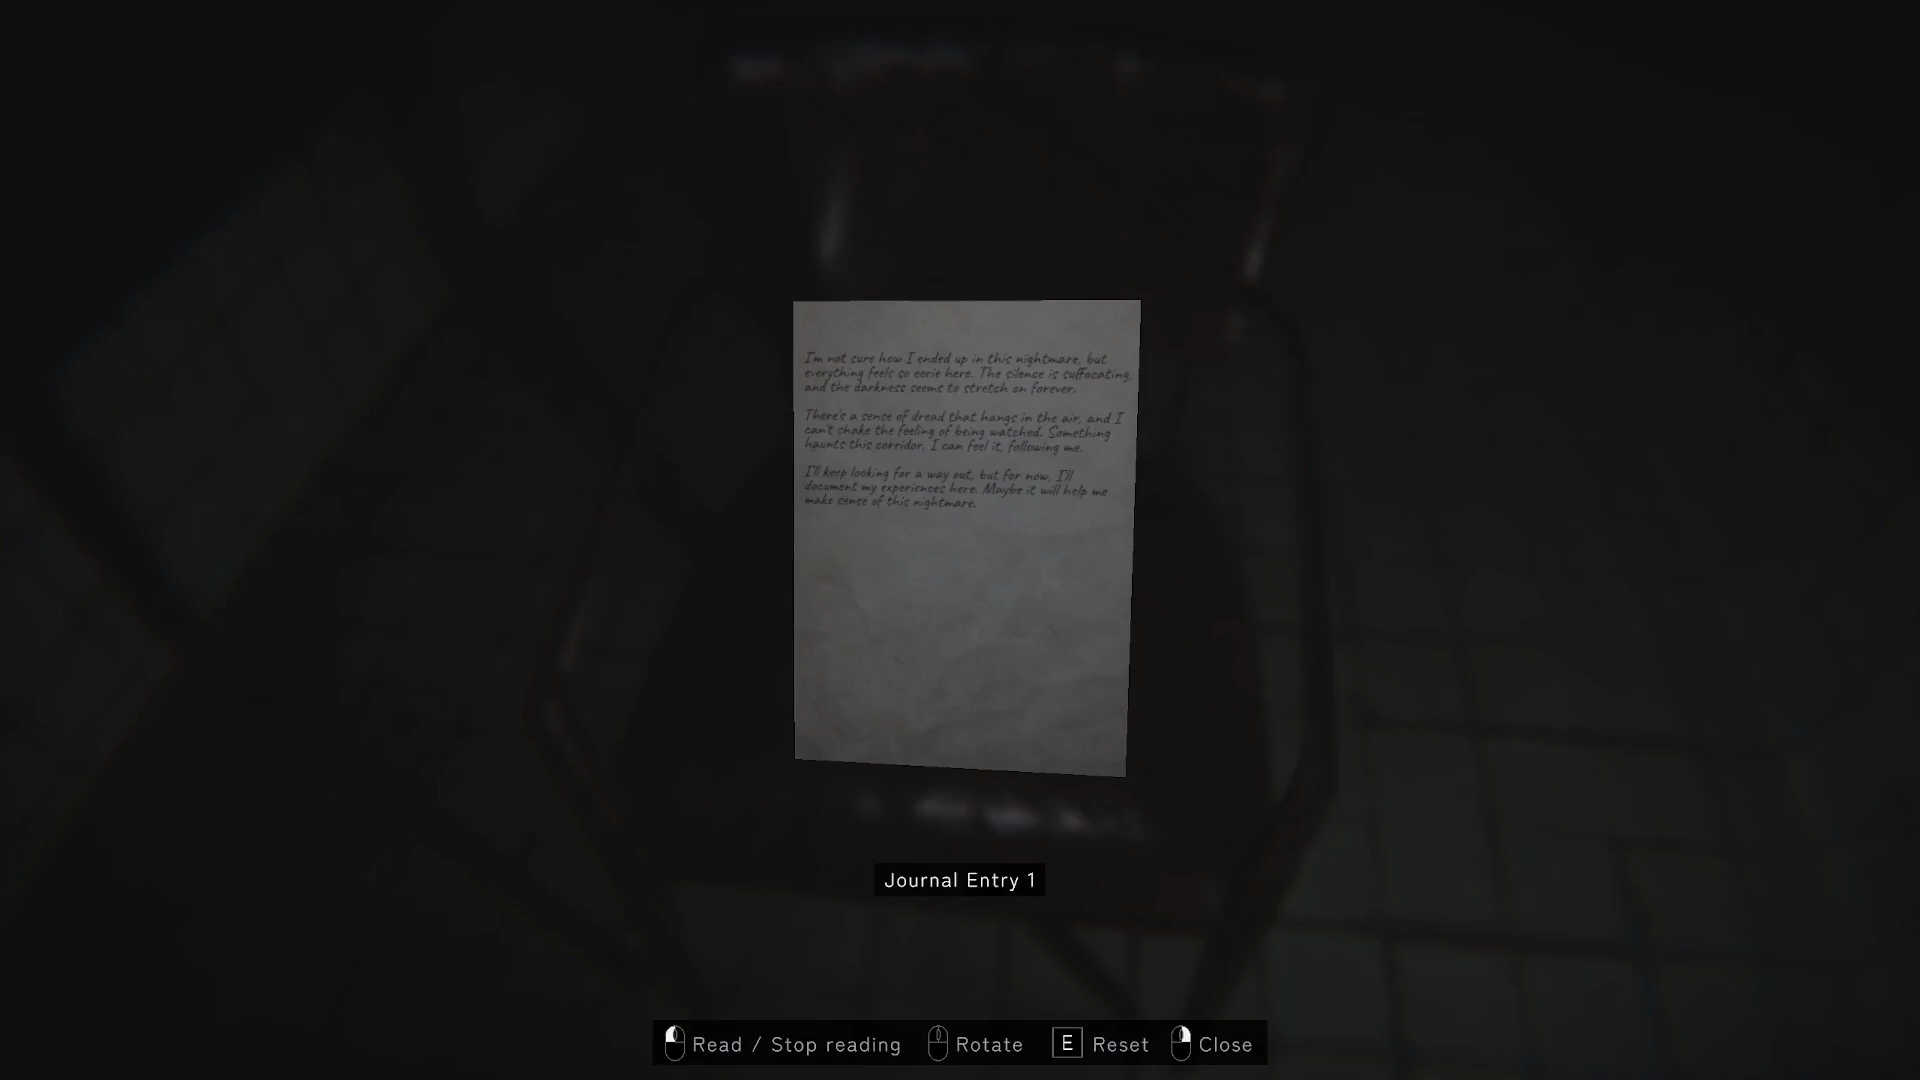 I'm not sure how I ended up in this nightmare, but
everything feels so eerie here. The silence is suffocating,
and the darkness seems to stretch on forever.
There's a sense of dread that hangs in the air, and I
can't shake the feeling of being watched. Something
haunts this corridor, I can feel it, following me.
I'll keep looking for a way out, but for now, I'll
document my experiences here. Maybe it will help me
make sense of this nightmare.
Journal Entry 1
Read / Stop reading Rotate E Reset Close